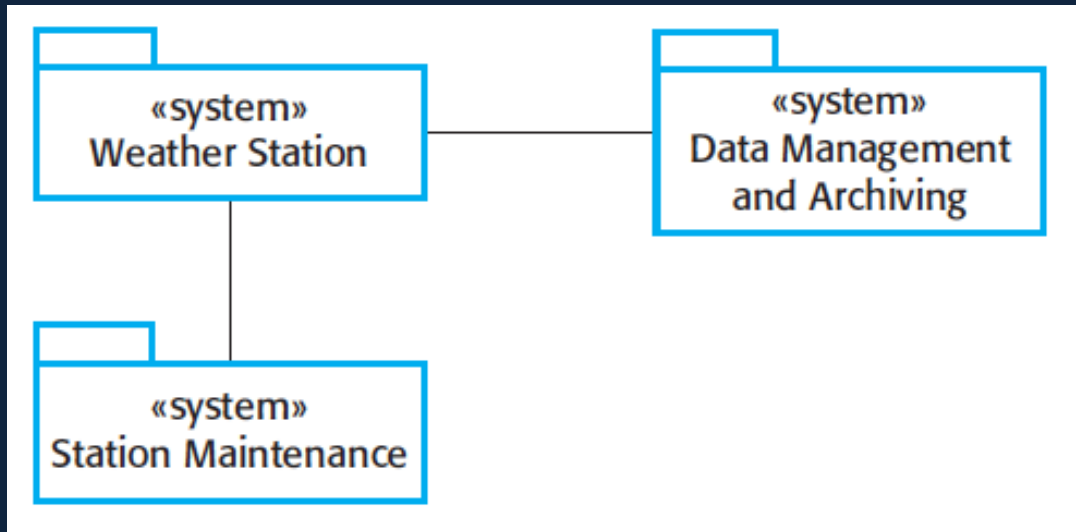 «system»
Weather Station
«system»
Data Management
and Archiving
«system»
Station Maintenance